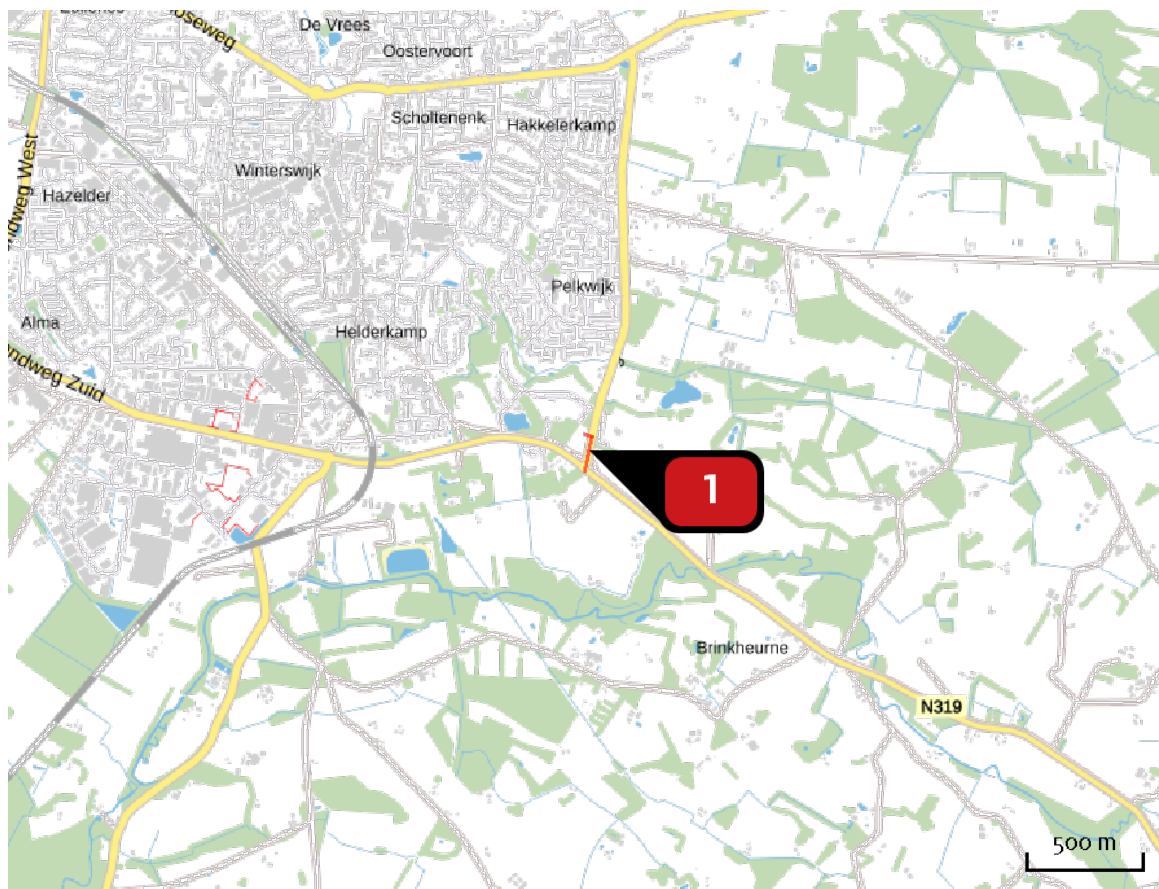 De Vrees
Oostervoort
Scholtenenk
Hakkelerkamp
Winterswijk
Hazelder
Pelkwijk
Alma
Helderkamp
1
Brinkheurne
N319
500 m